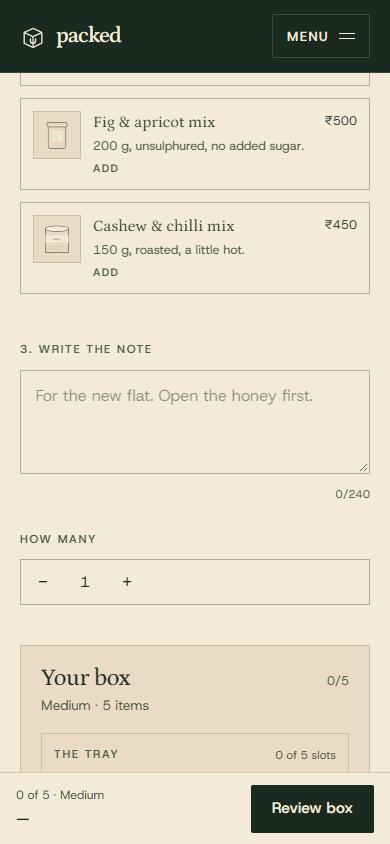 packed
MENU
Fig & apricot mix
₹500
200 g, unsulphured, no added sugar.
ADD
Cashew & chilli mix
₹450
150 g, roasted, a little hot.
ADD
3. WRITE THE NOTE
For the new flat. Open the honey first.
0/240
HOW MANY
− 1 +
Your box
0/5
Medium · 5 items
THE TRAY
0 of 5 slots
0 of 5 · Medium
—
Review box